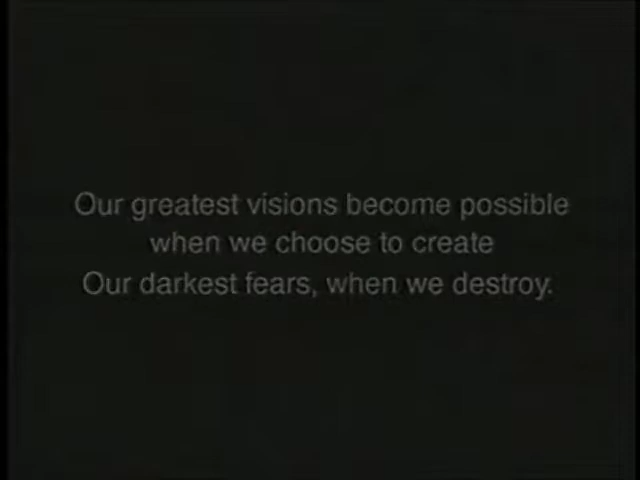 Our greatest visions become possible
when we choose to create
Our darkest fears, when we destroy.